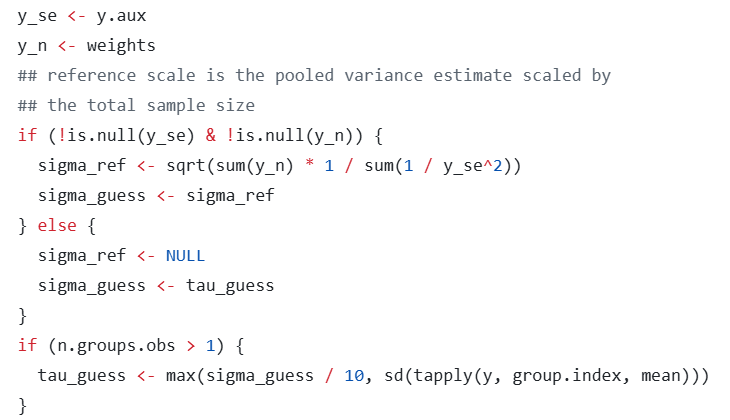 y_se <- y.aux
y_n <- weights
## reference scale is the pooled variance estimate scaled by
## the total sample size
if (!is.null(y_se) & !is.null(y_n)) {
  sigma_ref <- sqrt(sum(y_n) * 1 / sum(1 / y_se^2))
  sigma_guess <- sigma_ref
} else {
  sigma_ref <- NULL
  sigma_guess <- tau_guess
}
if (n.groups.obs > 1) {
  tau_guess <- max(sigma_guess / 10, sd(tapply(y, group.index, mean)))
}